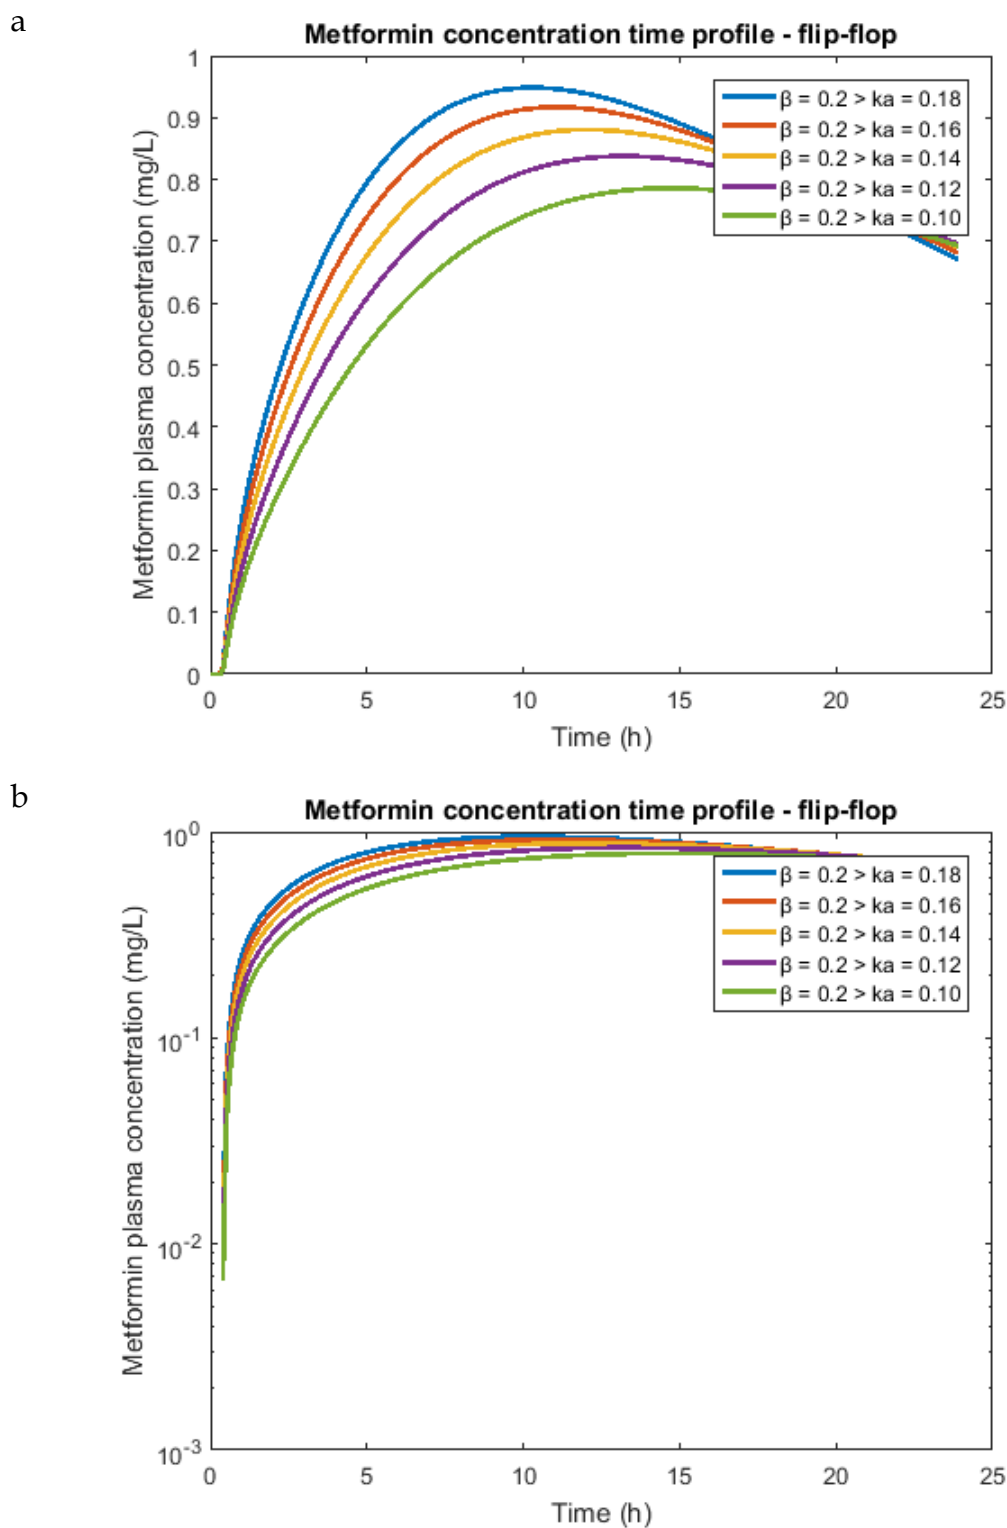 a
Metformin concentration time profile - flip-flop
Metformin plasma concentration (mg/L)
1
0.9
0.8
0.7
0.6
0.5
0.4
0.3
0.2
0.1
0
β = 0.2 > ka = 0.18
β = 0.2 > ka = 0.16
β = 0.2 > ka = 0.14
β = 0.2 > ka = 0.12
β = 0.2 > ka = 0.10
0 5 10 15 20 25
Time (h)
b
Metformin concentration time profile - flip-flop
Metformin plasma concentration (mg/L)
10^0
10^-1
10^-2
10^-3
β = 0.2 > ka = 0.18
β = 0.2 > ka = 0.16
β = 0.2 > ka = 0.14
β = 0.2 > ka = 0.12
β = 0.2 > ka = 0.10
0 5 10 15 20 25
Time (h)